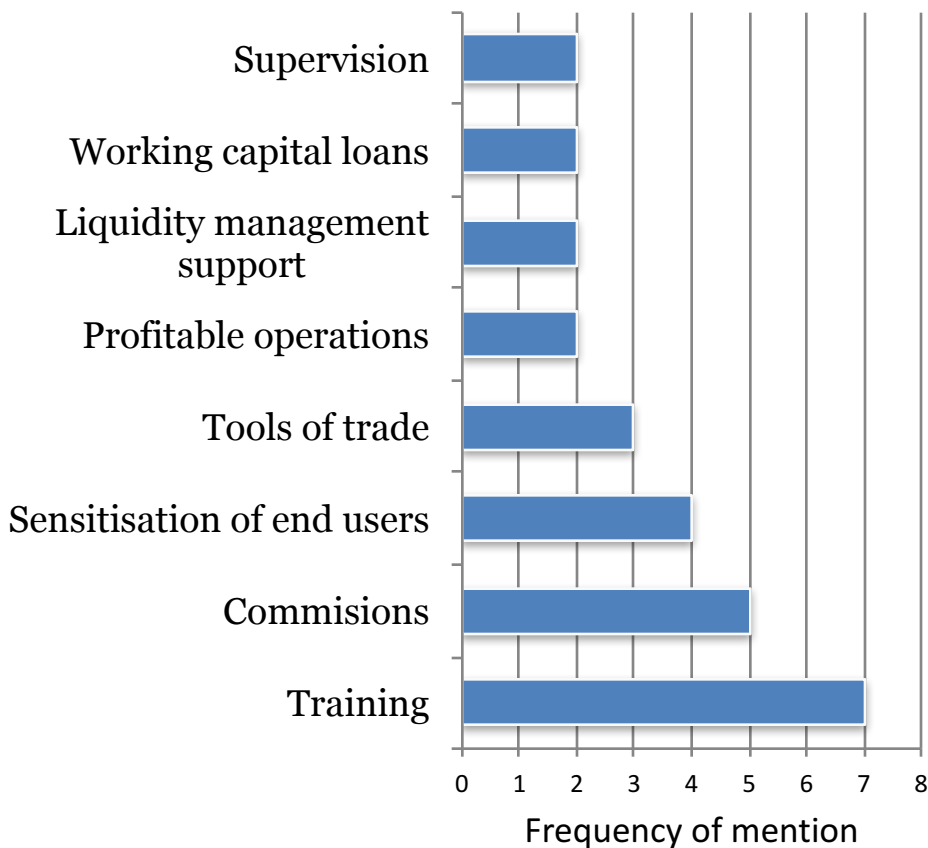 Supervision
Working capital loans
Liquidity management
support
Profitable operations
Tools of trade
Sensitisation of end users
Commisions
Training
0 1 2 3 4 5 6 7 8
Frequency of mention